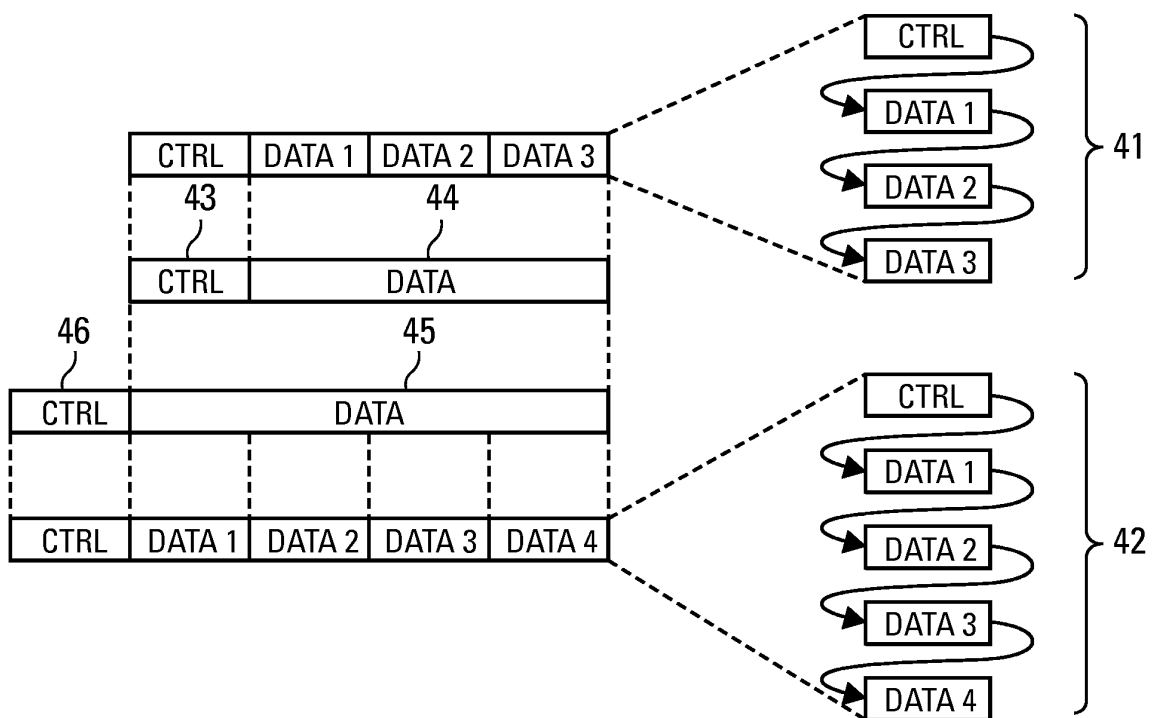 CTRL
DATA 1
41
CTRL DATA 1 DATA 2 DATA 3
DATA 2
43 44
DATA 3
CTRL DATA
46 45
CTRL
CTRL DATA
DATA 1
CTRL DATA 1 DATA 2 DATA 3 DATA 4
DATA 2
42
DATA 3
DATA 4